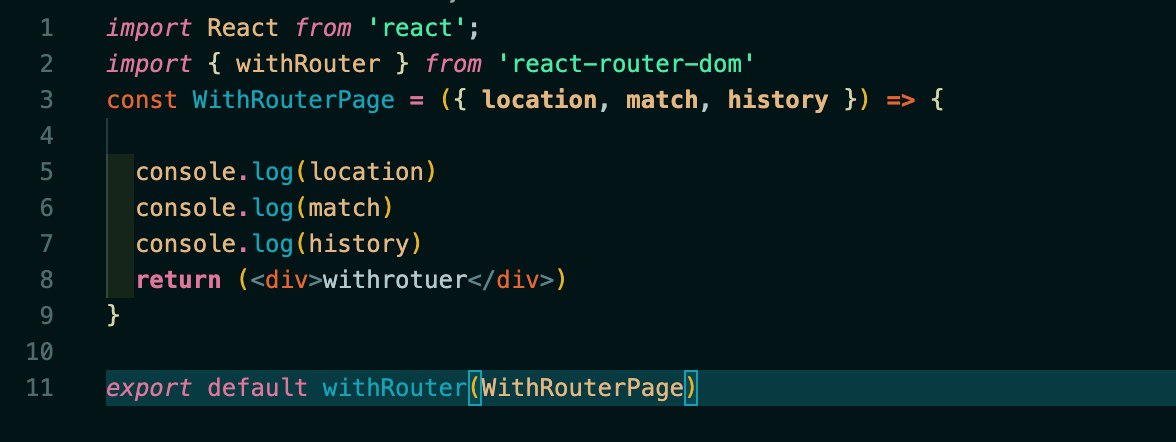 1 import React from 'react';
2 import { withRouter } from 'react-router-dom'
3 const WithRouterPage = ({ location, match, history }) => {
4
5 console.log(location)
6 console.log(match)
7 console.log(history)
8 return (<div>withrotuer</div>)
9 }
10
11 export default withRouter(WithRouterPage)